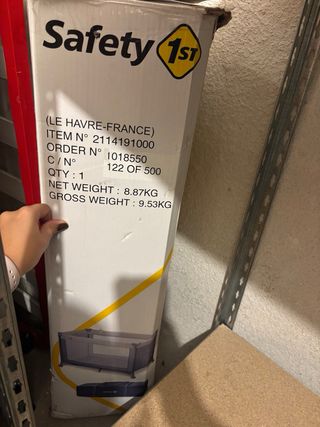 Safety 1ST
(LE HAVRE-FRANCE)
ITEM N° 2114191000
ORDER N° 1018550
C / N° 122 OF 500
QTY : 1
NET WEIGHT : 8.87KG
GROSS WEIGHT : 9.53KG